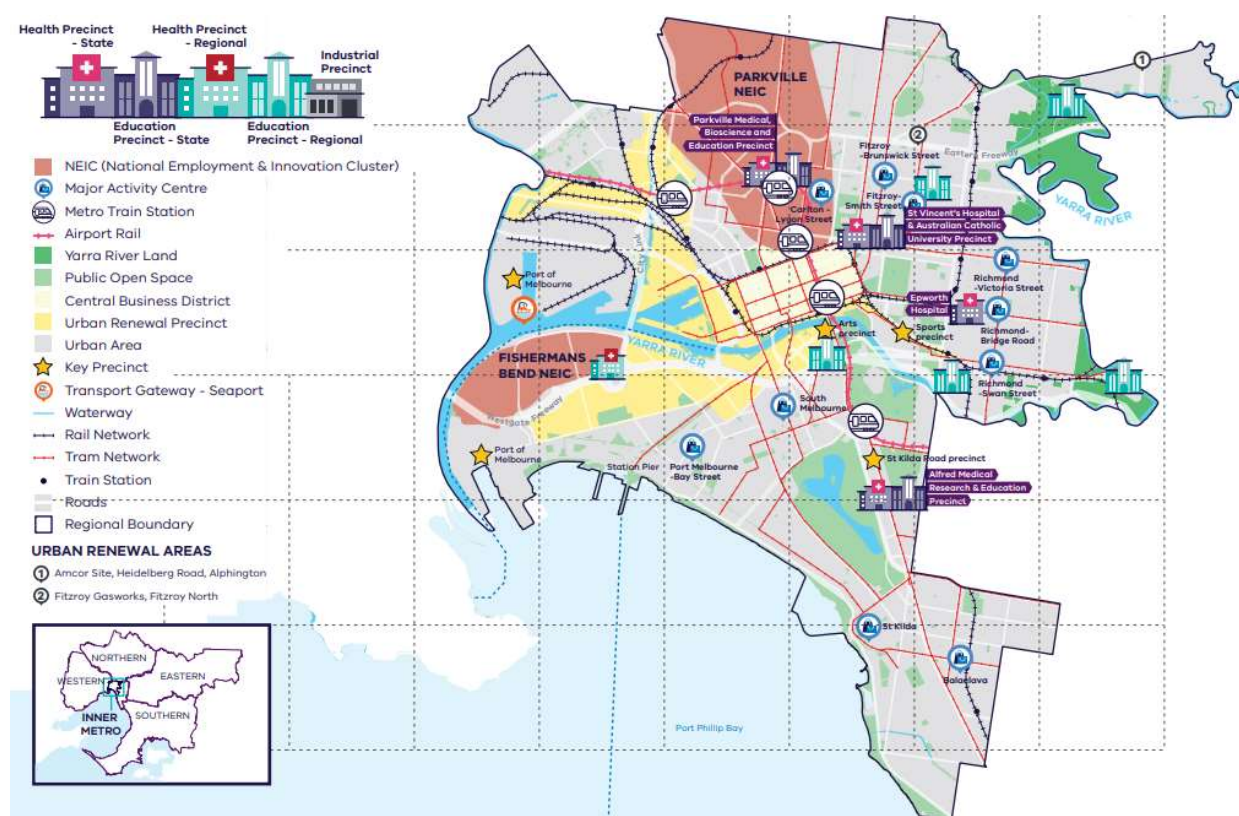 Health Precinct
- State
Health Precinct
- Regional
Industrial
Precinct
Education
Precinct - State
Education
Precinct - Regional
NEIC (National Employment & Innovation Cluster)
Major Activity Centre
Metro Train Station
Airport Rail
Yarra River Land
Public Open Space
Central Business District
Urban Renewal Precinct
Urban Area
Key Precinct
Transport Gateway - Seaport
Waterway
Rail Network
Tram Network
Train Station
Roads
Regional Boundary
URBAN RENEWAL AREAS
1 Amcor Site, Heidelberg Road, Alphington
2 Fitzroy Gasworks, Fitzroy North
NORTHERN
WESTERN
EASTERN
INNER
METRO
SOUTHERN
1
PARKVILLE
NEIC
Parkville Medical,
Bioscience and
Education Precinct
2
Fitzroy
-Brunswick Street
Eastern Freeway
Carlton -
Lygon Street
Fitzroy-
Smith Street
YARRA RIVER
St Vincent's Hospital
& Australian Catholic
University Precinct
City Link
Port of
Melbourne
Richmond
-Victoria Street
Epworth
Hospital
Richmond-
Bridge Road
Arts
precinct
Sports
precinct
YARRA RIVER
FISHERMANS
BEND NEIC
Richmond
-Swan Street
Westgate Freeway
South
Melbourne
Port of
Melbourne
Station Pier
Port Melbourne
-Bay Street
St Kilda Road precinct
Alfred Medical
Research & Education
Precinct
St Kilda
Balaclava
Port Phillip Bay